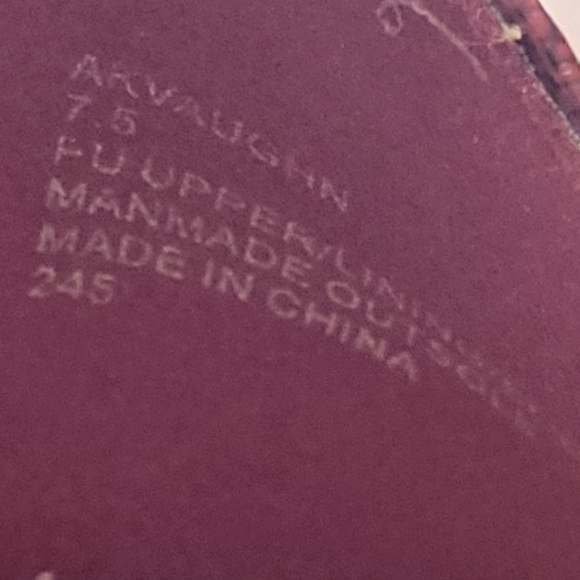 AKVAUGHN
7.5
PU UPPER/LINING
MANMADE OUTSOLE
MADE IN CHINA
245